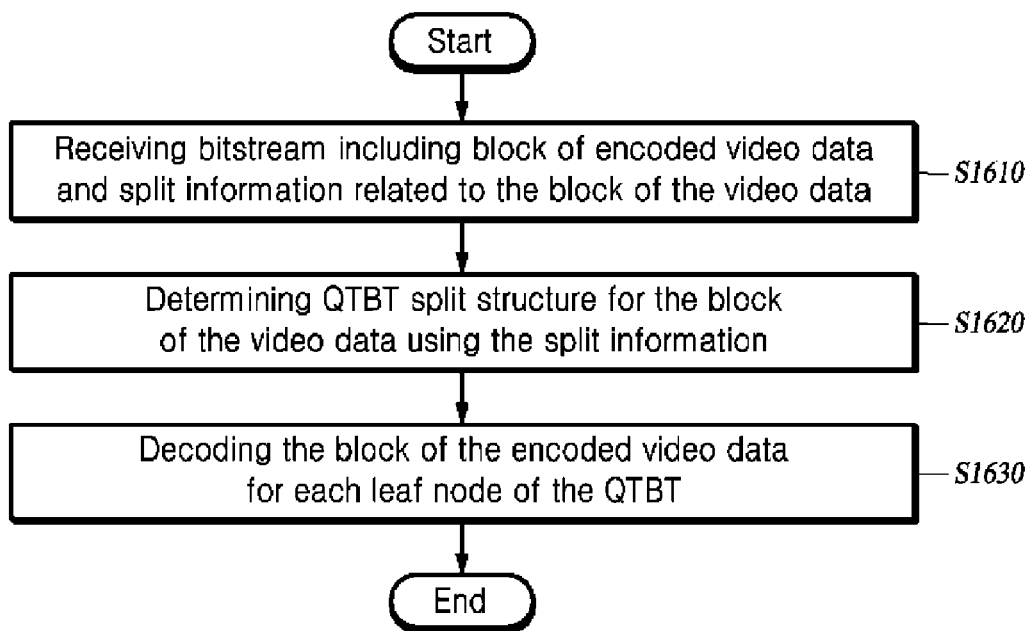 Start
Receiving bitstream including block of encoded video data
and split information related to the block of the video data
S1610
Determining QTBT split structure for the block
of the video data using the split information
S1620
Decoding the block of the encoded video data
for each leaf node of the QTBT
S1630
End